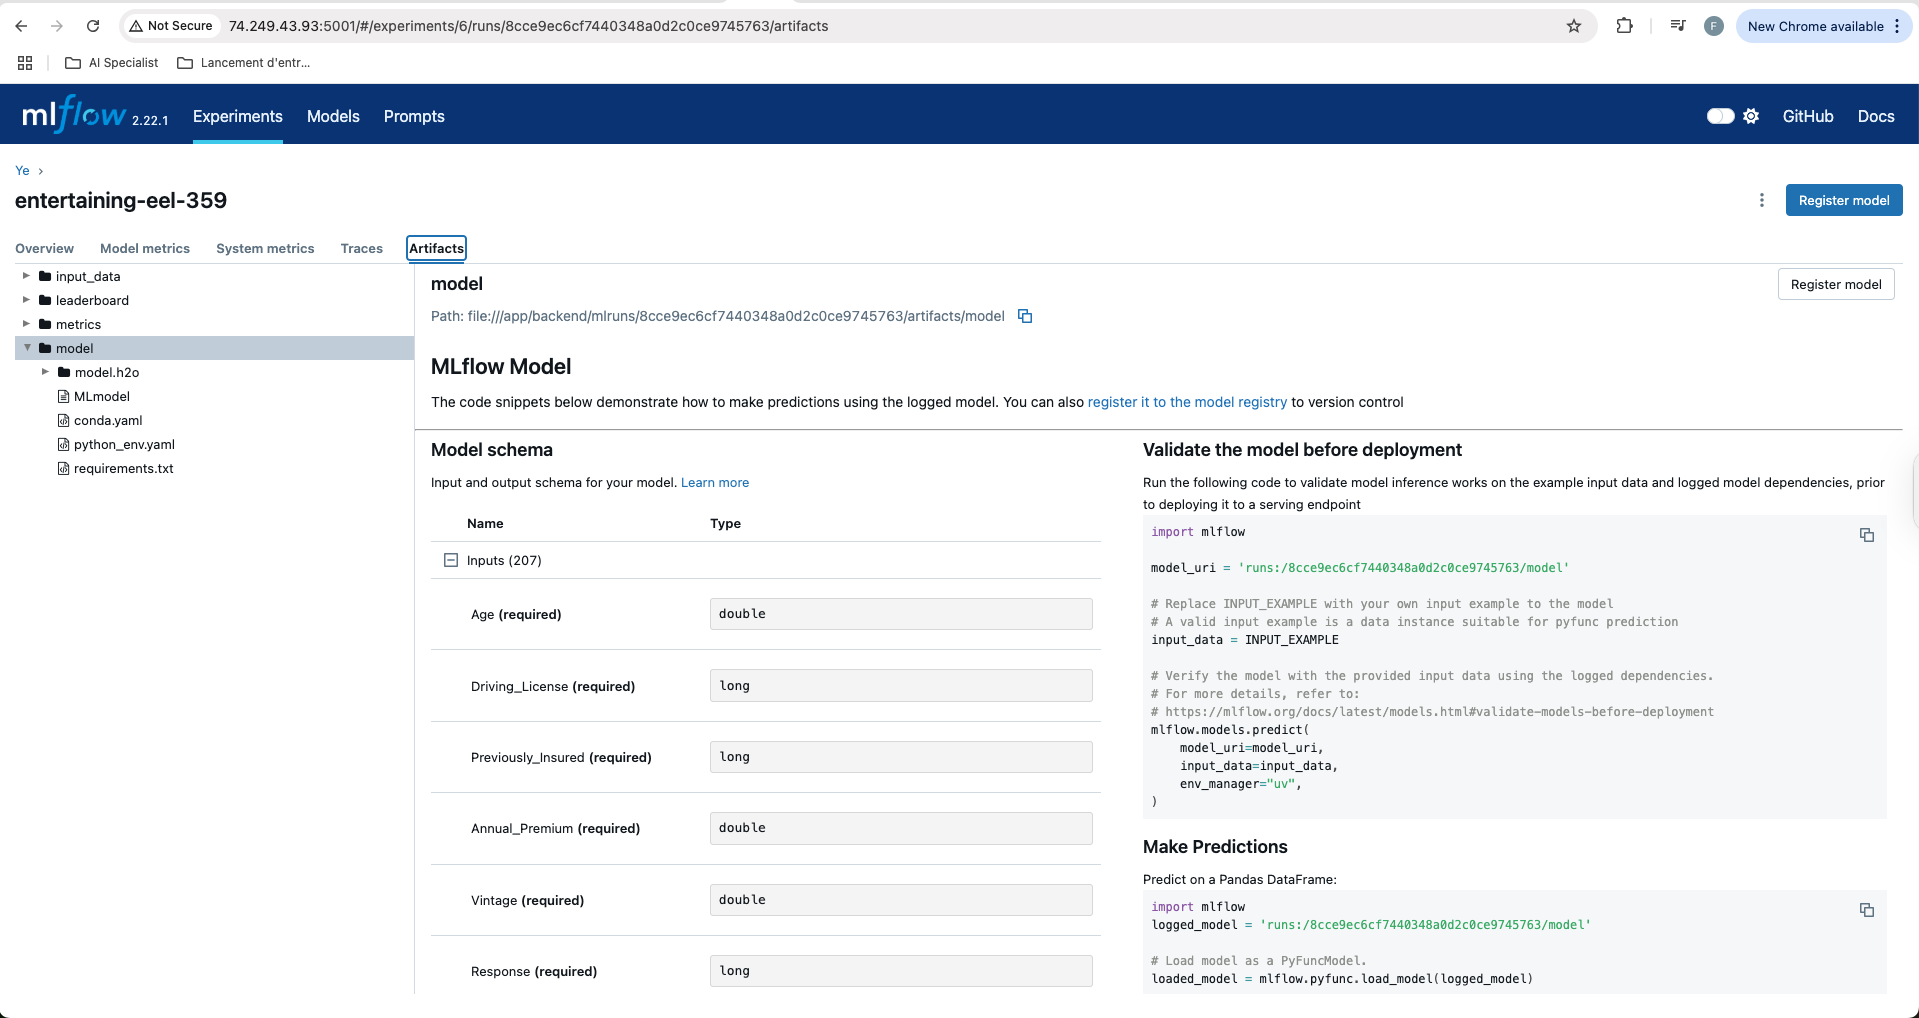 Not Secure 74.249.43.93:5001/#/experiments/6/runs/8cce9ec6cf7440348a0d2c0ce9745763/artifacts F New Chrome available
AI Specialist Lancement d'entr...
mlflow 2.22.1 Experiments Models Prompts GitHub Docs
Ye
entertaining-eel-359
Register model
Overview Model metrics System metrics Traces Artifacts
input_data
leaderboard
metrics
model
model.h2o
MLmodel
conda.yaml
python_env.yaml
requirements.txt
model
Register model
Path: file:///app/backend/mlruns/8cce9ec6cf7440348a0d2c0ce9745763/artifacts/model
MLflow Model
The code snippets below demonstrate how to make predictions using the logged model. You can also register it to the model registry to version control
Model schema
Input and output schema for your model. Learn more
Name Type
Inputs (207)
Age (required) double
Driving_License (required) long
Previously_Insured (required) long
Annual_Premium (required) double
Vintage (required) double
Response (required) long
Validate the model before deployment
Run the following code to validate model inference works on the example input data and logged model dependencies, prior
to deploying it to a serving endpoint
import mlflow
model_uri = 'runs:/8cce9ec6cf7440348a0d2c0ce9745763/model'
# Replace INPUT_EXAMPLE with your own input example to the model
# A valid input example is a data instance suitable for pyfunc prediction
input_data = INPUT_EXAMPLE
# Verify the model with the provided input data using the logged dependencies.
# For more details, refer to:
# https://mlflow.org/docs/latest/models.html#validate-models-before-deployment
mlflow.models.predict(
model_uri=model_uri,
input_data=input_data,
env_manager="uv",
)
Make Predictions
Predict on a Pandas DataFrame:
import mlflow
logged_model = 'runs:/8cce9ec6cf7440348a0d2c0ce9745763/model'
# Load model as a PyFuncModel.
loaded_model = mlflow.pyfunc.load_model(logged_model)